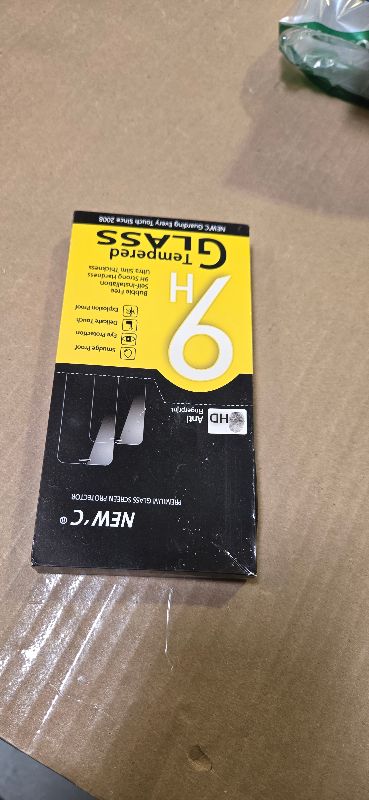 NEW'C®
PREMIUM GLASS SCREEN PROTECTOR
HD
Anti
Fingerprint
9H
Smudge Proof
Eye Protection
Delicate Touch
Explosion Proof
Bubble Free
Self-Installation
9H Strong Hardness
Ultra Slim Thickness
Tempered
GLASS
NEW'C Guarding Every Touch Since 2008